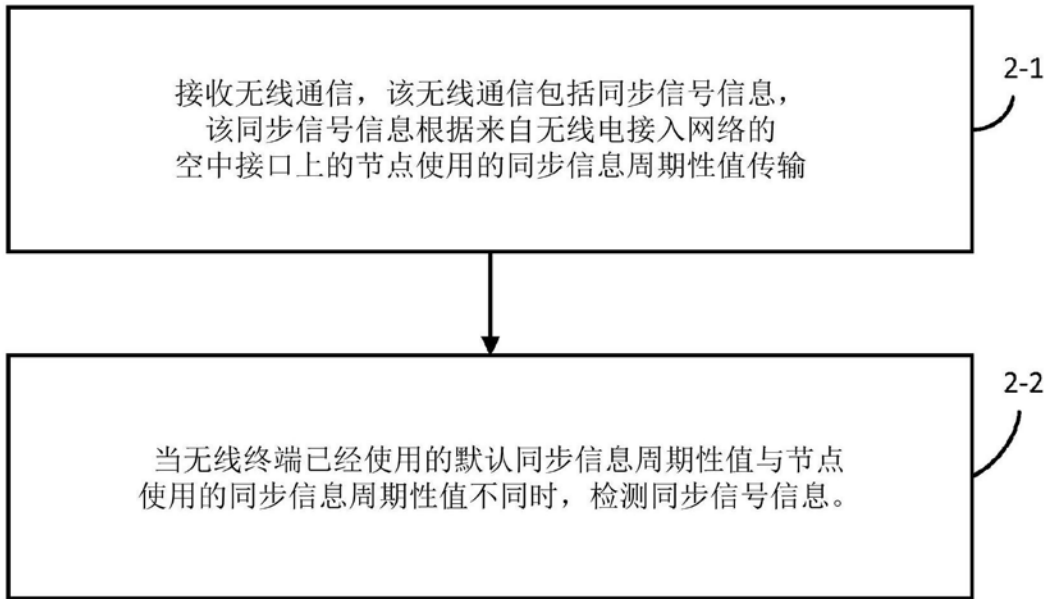 接收无线通信，该无线通信包括同步信号信息，
该同步信号信息根据来自无线电接入网络的
空中接口上的节点使用的同步信息周期性值传输
2-1
当无线终端已经使用的默认同步信息周期性值与节点
使用的同步信息周期性值不同时，检测同步信号信息。
2-2